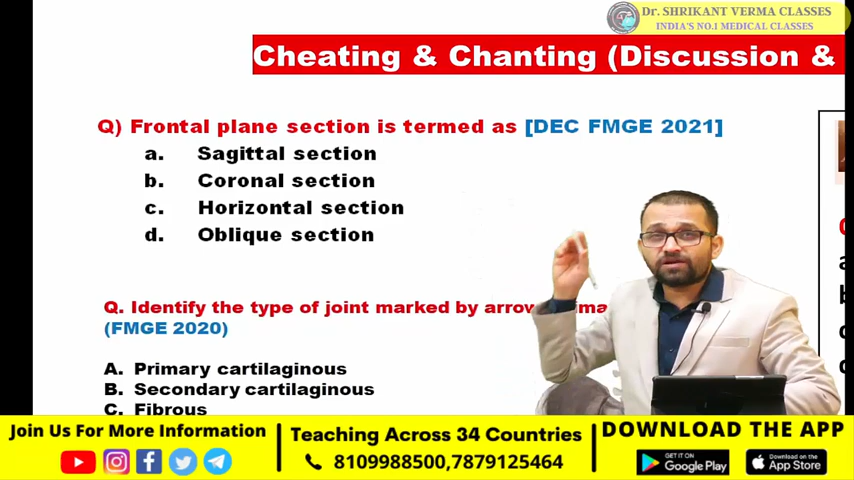 Dr. SHRIKANT VERMA CLASSES
INDIA'S NO.1 MEDICAL CLASSES
Cheating & Chanting (Discussion &
Q) Frontal plane section is termed as [DEC FMGE 2021]
a. Sagittal section
b. Coronal section
c. Horizontal section
d. Oblique section
Q. Identify the type of joint marked by arrow
(FMGE 2020)
A. Primary cartilaginous
B. Secondary cartilaginous
C. Fibrous
Join Us For More Information
Teaching Across 34 Countries
8109988500,7879125464
DOWNLOAD THE APP
GET IT ON
Google Play
Download on the
App Store